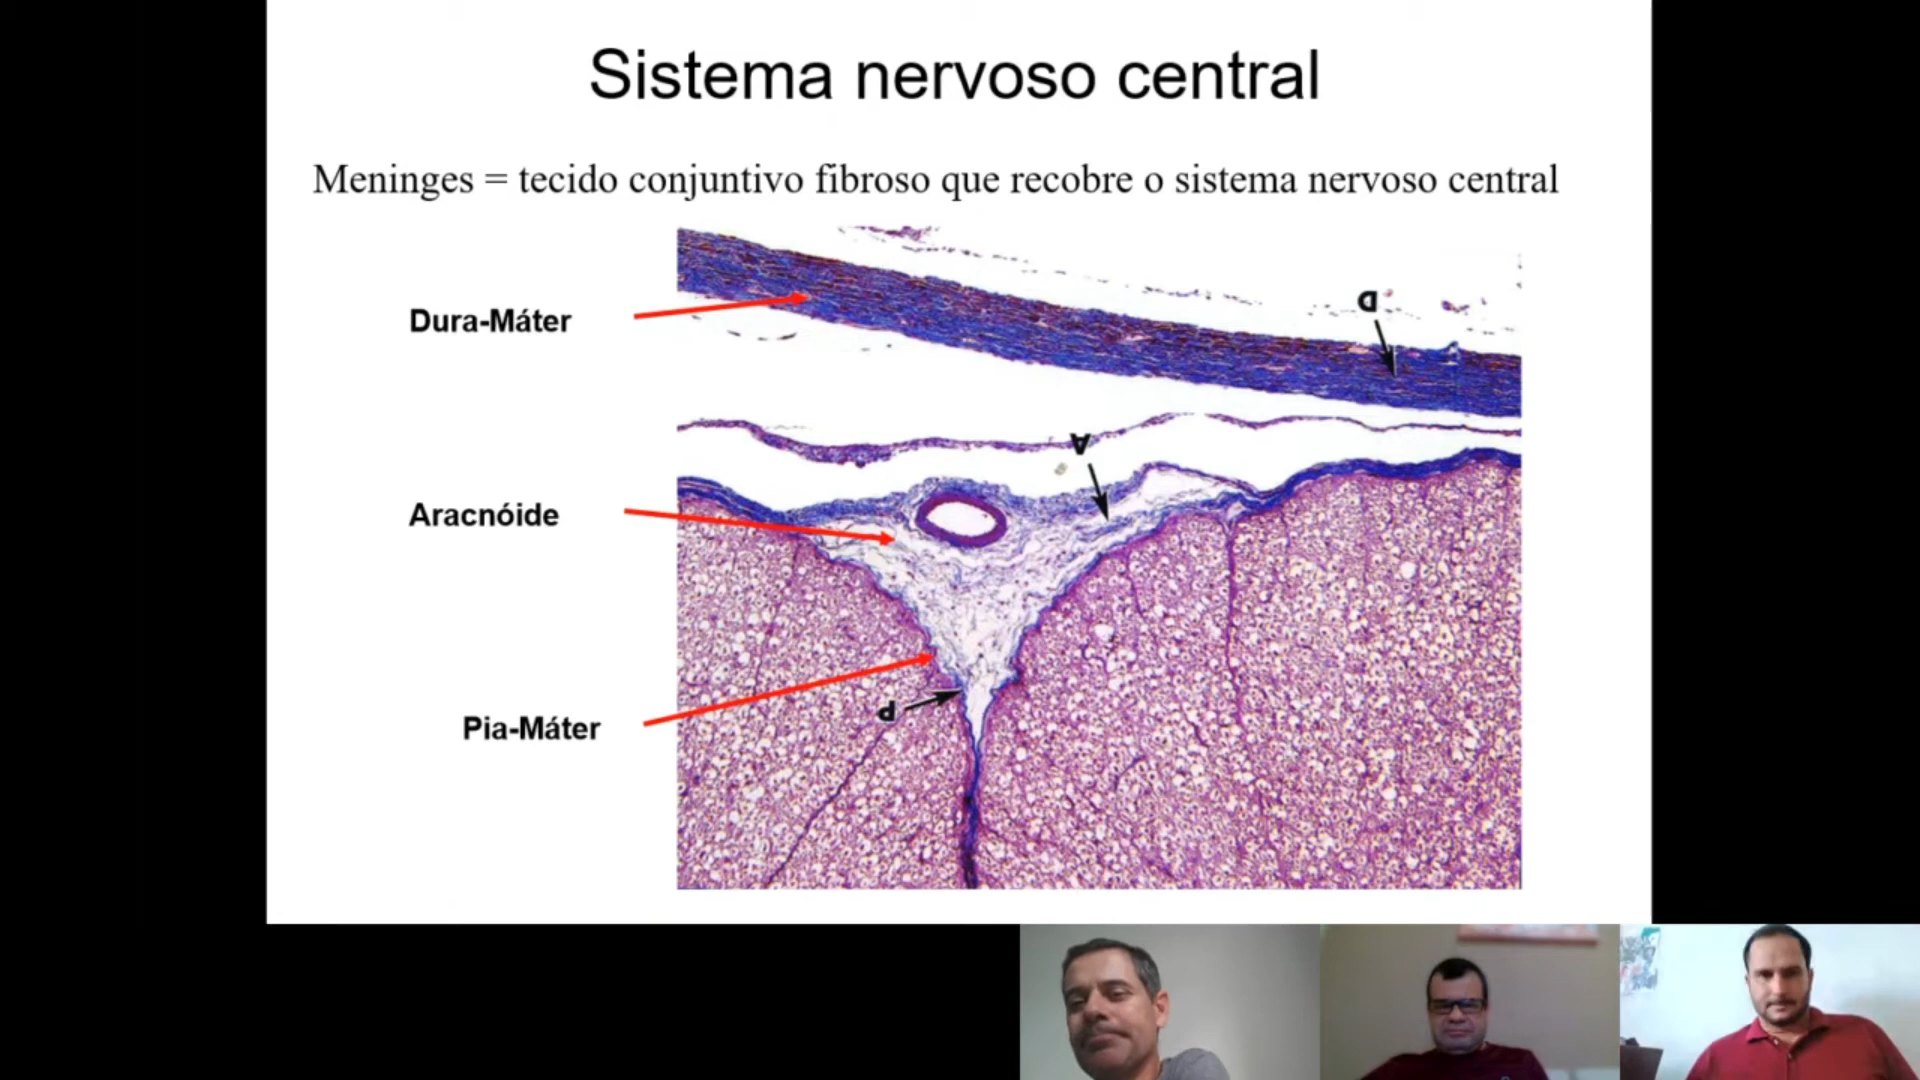 Sistema nervoso central
Meninges = tecido conjuntivo fibroso que recobre o sistema nervoso central
Dura-Máter
D
A
Aracnóide
P
Pia-Máter